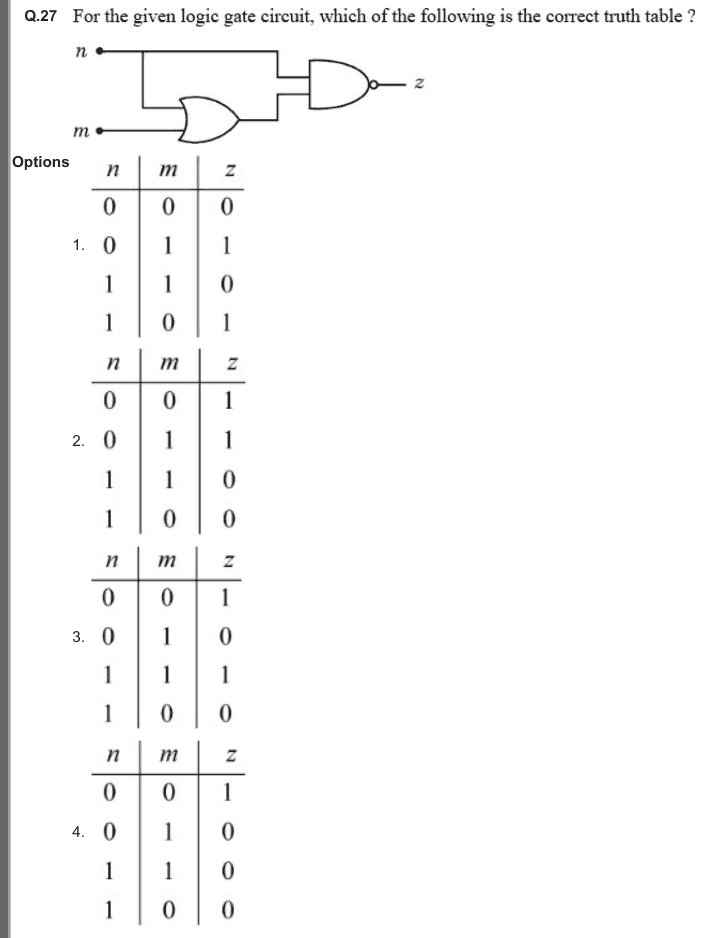 Q.27 For the given logic gate circuit, which of the following is the correct truth table ?
n
z
m
Options
n m z
0 0 0
1. 0 1 1
1 1 0
1 0 1
n m z
0 0 1
2. 0 1 1
1 1 0
1 0 0
n m z
0 0 1
3. 0 1 0
1 1 1
1 0 0
n m z
0 0 1
4. 0 1 0
1 1 0
1 0 0